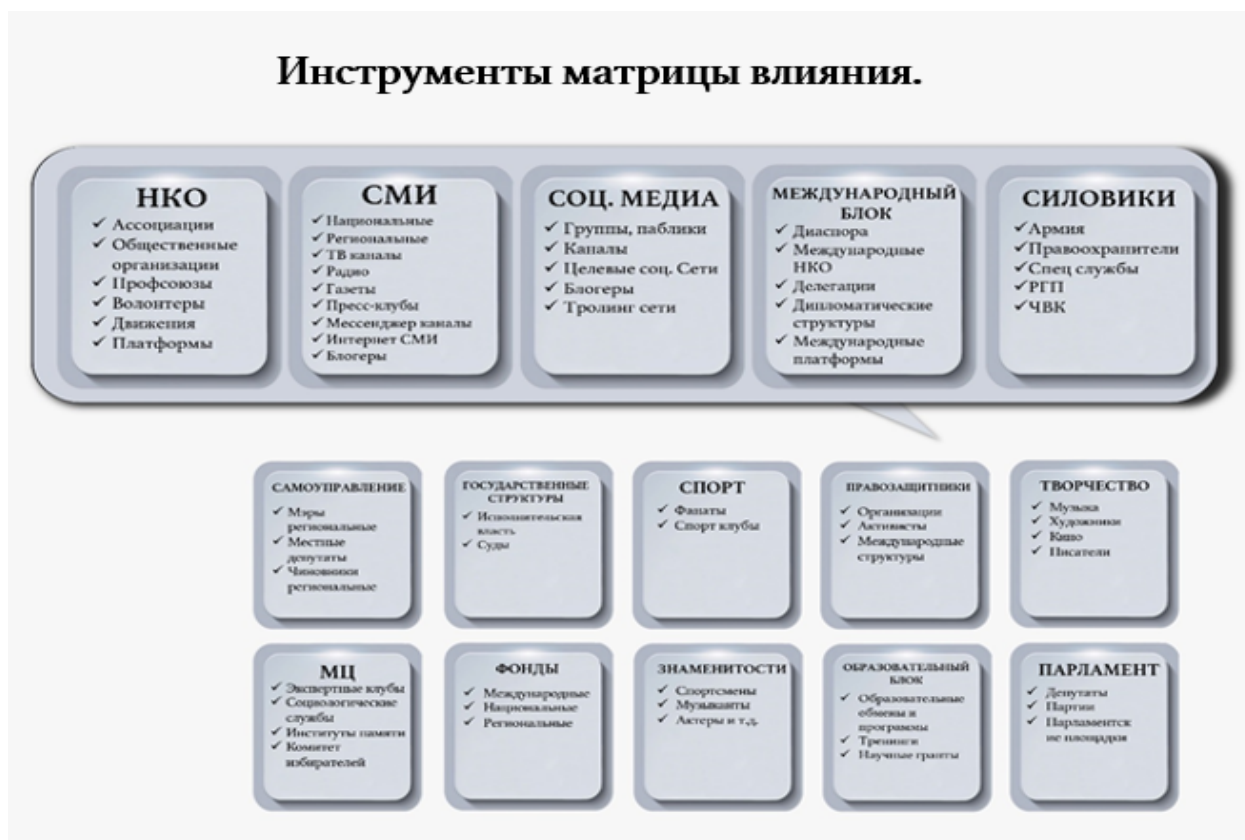 Инструменты матрицы влияния.
НКО
✓ Ассоциации
✓ Общественные
организации
✓ Профсоюзы
✓ Волонтеры
✓ Движения
✓ Платформы
СМИ
✓ Национальные
✓ Региональные
✓ ТВ каналы
✓ Радио
✓ Газеты
✓ Пресс-клубы
✓ Мессенджер каналы
✓ Интернет СМИ
✓ Блогеры
СОЦ. МЕДИА
✓ Группы, паблики
✓ Каналы
✓ Целевые соц. Сети
✓ Блогеры
✓ Тролинг сети
МЕЖДУНАРОДНЫЙ
БЛОК
✓ Диаспора
✓ Международные
НКО
✓ Делегации
✓ Дипломатические
структуры
✓ Международные
платформы
СИЛОВИКИ
✓ Армия
✓ Правоохранители
✓ Спец службы
✓ РГП
✓ ЧВК
САМОУПРАВЛЕНИЕ
✓ Мэры
региональные
✓ Местные
депутаты
✓ Чиновники
региональные
ГОСУДАРСТВЕННЫЕ
СТРУКТУРЫ
✓ Исполнительская
власть
✓ Суды
СПОРТ
✓ Фанаты
✓ Спорт клубы
ПРАВОЗАЩИТНИКИ
✓ Организации
✓ Активисты
✓ Международные
структуры
ТВОРЧЕСТВО
✓ Музыка
✓ Художники
✓ Кино
✓ Писатели
МЦ
✓ Экспертные клубы
✓ Социологические
службы
✓ Институты памяти
✓ Комитет
избирателей
ФОНДЫ
✓ Международные
✓ Национальные
✓ Региональные
ЗНАМЕНИТОСТИ
✓ Спортсмены
✓ Музыканты
✓ Актеры и т.д.
ОБРАЗОВАТЕЛЬНЫЙ
БЛОК
✓ Образовательные
обмены и
программы
✓ Тренинги
✓ Научные гранты
ПАРЛАМЕНТ
✓ Депутаты
✓ Партии
✓ Парламентск
ие площадки